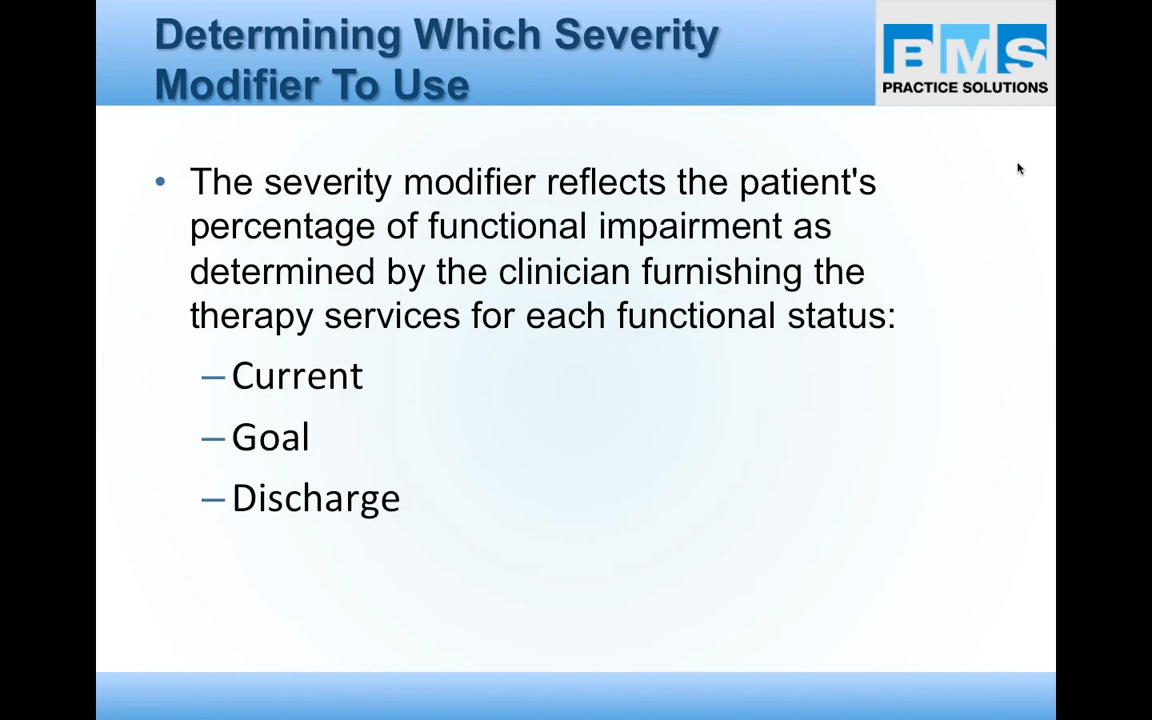 Determining Which Severity
Modifier To Use
BMS
PRACTICE SOLUTIONS
• The severity modifier reflects the patient's
percentage of functional impairment as
determined by the clinician furnishing the
therapy services for each functional status:
– Current
– Goal
– Discharge